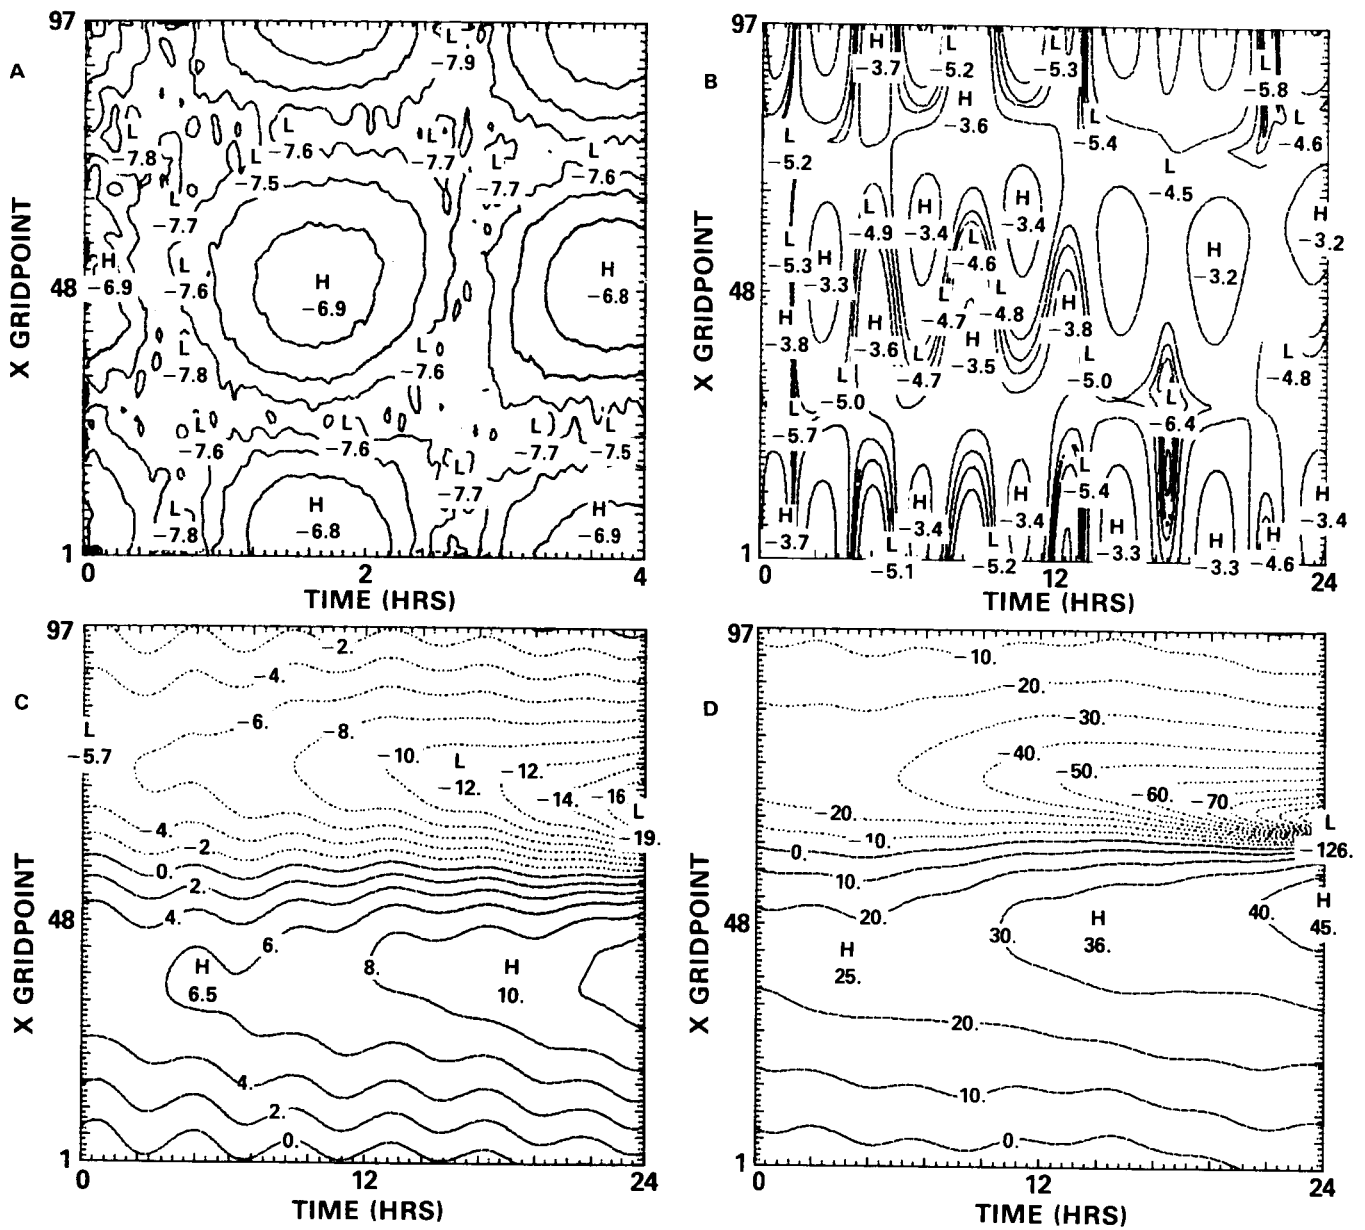 A
97
48
1
X GRIDPOINT
L
−7.9
L
−7.8
L
−7.6
L
−7.5
L
−7.7
L
−7.7
L
−7.6
L
−7.7
H
−6.9
L
−7.6
H
−6.9
H
−6.8
L
−7.8
L
−7.6
L
−7.6
L
−7.6
L
−7.7
L
−7.5
L
−7.7
L
−7.8
H
−6.8
H
−6.9
0
2
4
TIME (HRS)
B
97
48
1
X GRIDPOINT
H
−3.7
L
−5.2
L
−5.3
L
−5.8
H
−3.6
L
−5.4
L
−4.6
L
−5.2
L
−4.5
L
−4.9
H
−3.4
H
−3.4
H
−3.2
L
−5.3
H
−3.3
L
−4.6
H
−3.2
L
−4.7
L
−4.8
H
−3.8
H
−3.8
H
−3.6
H
−3.5
L
−4.7
L
−5.0
L
−4.8
L
−5.0
L
−5.7
L
−6.4
L
−5.4
H
−3.7
H
−3.4
H
−3.4
H
−3.4
H
−3.3
H
−3.3
H
−4.6
L
−5.1
L
−5.2
0
12
24
TIME (HRS)
C
97
48
1
X GRIDPOINT
−2.
−4.
−6.
−8.
L
−5.7
−10.
L
−12.
−12.
−14.
−16
L
−19.
−4.
−2.
0.
2.
4.
6.
8.
H
6.5
H
10.
4.
2.
0.
0
12
24
TIME (HRS)
D
97
48
1
X GRIDPOINT
−10.
−20.
−30.
−40.
−50.
−60.
−70.
−20.
−10.
L
−126.
0.
10.
20.
30.
40.
H
25.
H
36.
H
45.
20.
10.
0.
0
12
24
TIME (HRS)